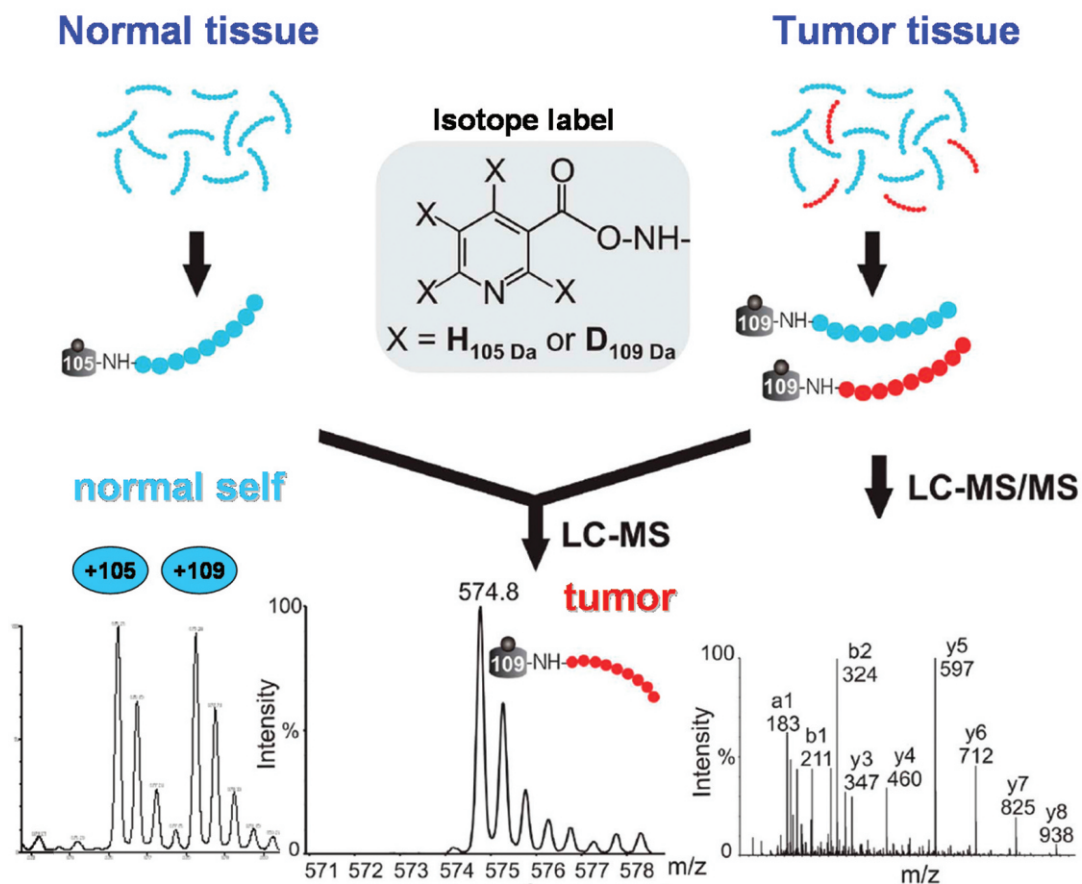 Normal tissue
Tumor tissue
Isotope label
X
O
X
O-NH-
X
N
X
X = H105 Da or D109 Da
105 -NH-
109 -NH-
109 -NH-
normal self
LC-MS
LC-MS/MS
+105
+109
tumor
574.8
109 -NH-
100
Intensity
%
0
571 572 573 574 575 576 577 578 m/z
100
Intensity
%
0
a1
183
b1
211
b2
324
y3
347
y4
460
y5
597
y6
712
y7
825
y8
938
m/z